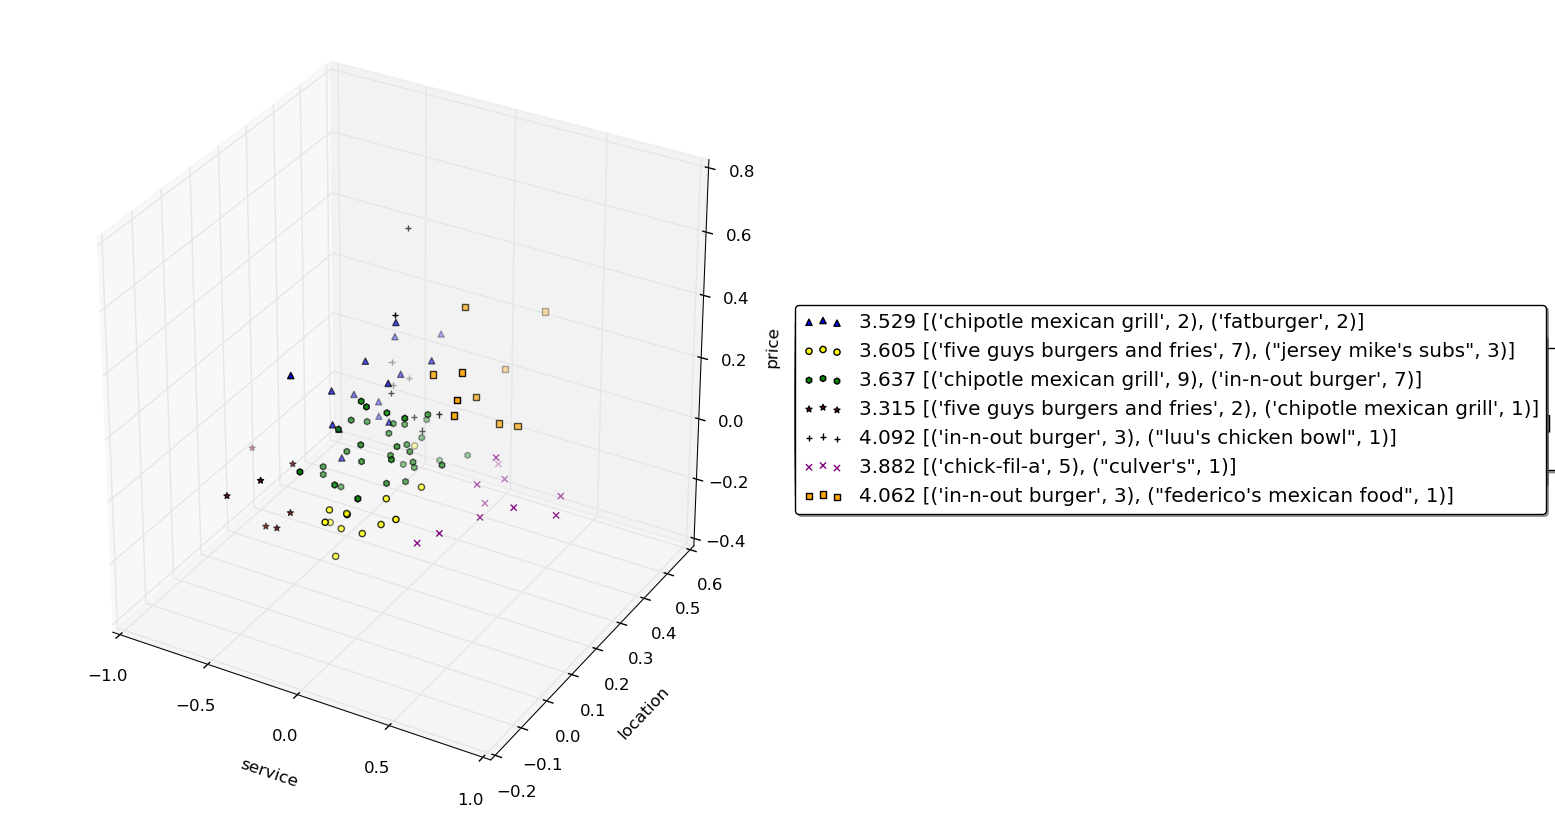 0.8
0.6
0.4
0.2
0.0
−0.2
−0.4
price
0.6
0.5
0.4
0.3
0.2
0.1
0.0
−0.1
−0.2
location
−1.0
−0.5
0.0
0.5
1.0
service
3.529 [('chipotle mexican grill', 2), ('fatburger', 2)]
3.605 [('five guys burgers and fries', 7), ("jersey mike's subs", 3)]
3.637 [('chipotle mexican grill', 9), ('in-n-out burger', 7)]
3.315 [('five guys burgers and fries', 2), ('chipotle mexican grill', 1)]
4.092 [('in-n-out burger', 3), ("luu's chicken bowl", 1)]
3.882 [('chick-fil-a', 5), ("culver's", 1)]
4.062 [('in-n-out burger', 3), ("federico's mexican food", 1)]